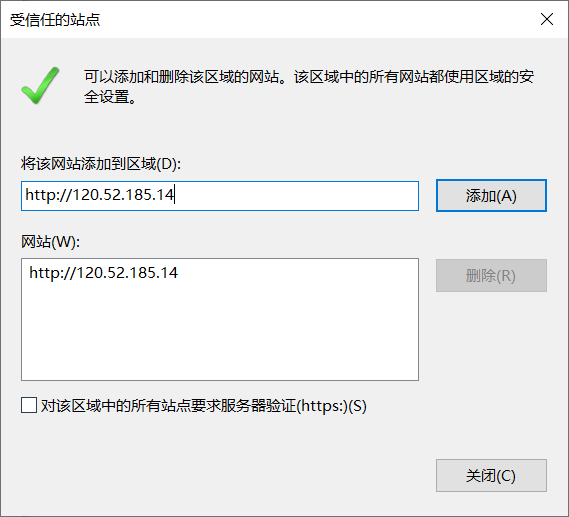 受信任的站点
可以添加和删除该区域的网站。该区域中的所有网站都使用区域的安
全设置。
将该网站添加到区域(D):
http://120.52.185.14
添加(A)
网站(W):
http://120.52.185.14
删除(R)
对该区域中的所有站点要求服务器验证(https:)(S)
关闭(C)